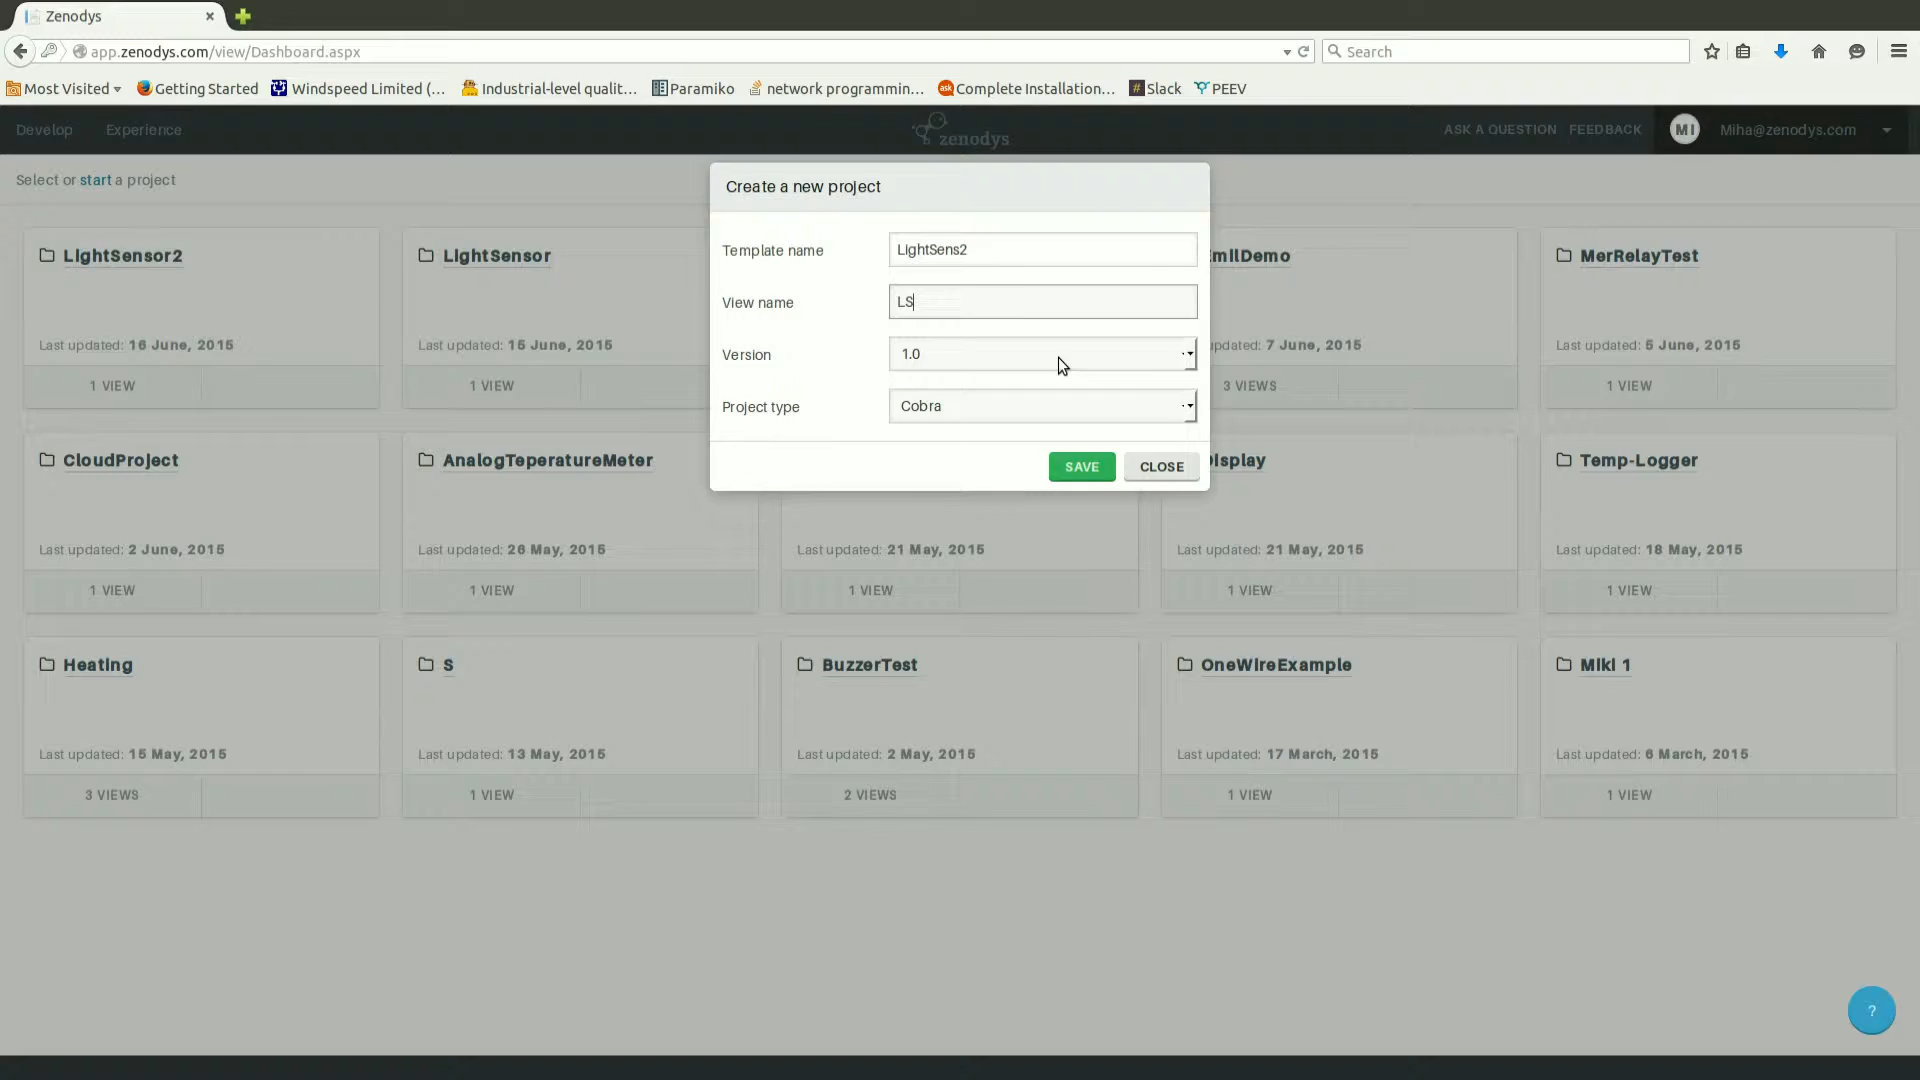 Zenodys
app.zenodys.com/view/Dashboard.aspx
Search
Most Visited
Getting Started
Windspeed Limited (...
Industrial-level qualit...
Paramiko
network programmin...
ask
Complete Installation...
Slack
PEEV
Develop
Experience
zenodys
ASK A QUESTION
FEEDBACK
MI
Miha@zenodys.com
Select or start a project
Create a new project
Template name
LightSens2
View name
LS
Version
1.0
Project type
Cobra
SAVE
CLOSE
LightSensor2
LightSensor
milDemo
MerRelayTest
Last updated: 16 June, 2015
Last updated: 15 June, 2015
updated: 7 June, 2015
Last updated: 5 June, 2015
1 VIEW
1 VIEW
3 VIEWS
1 VIEW
CloudProject
AnalogTeperatureMeter
Display
Temp-Logger
Last updated: 2 June, 2015
Last updated: 26 May, 2015
Last updated: 21 May, 2015
Last updated: 21 May, 2015
Last updated: 18 May, 2015
1 VIEW
1 VIEW
1 VIEW
1 VIEW
1 VIEW
Heating
S
BuzzerTest
OneWireExample
Miki 1
Last updated: 15 May, 2015
Last updated: 13 May, 2015
Last updated: 2 May, 2015
Last updated: 17 March, 2015
Last updated: 6 March, 2015
3 VIEWS
1 VIEW
2 VIEWS
1 VIEW
1 VIEW
?